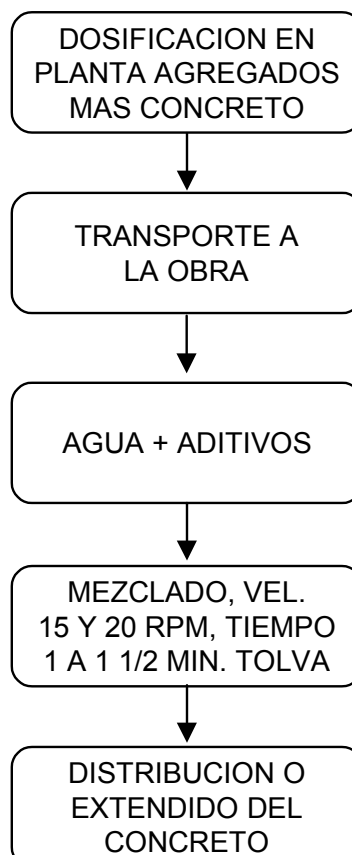 DOSIFICACION EN
PLANTA AGREGADOS
MAS CONCRETO
TRANSPORTE A
LA OBRA
AGUA + ADITIVOS
MEZCLADO, VEL.
15 Y 20 RPM, TIEMPO
1 A 1 1/2 MIN. TOLVA
DISTRIBUCION O
EXTENDIDO DEL
CONCRETO